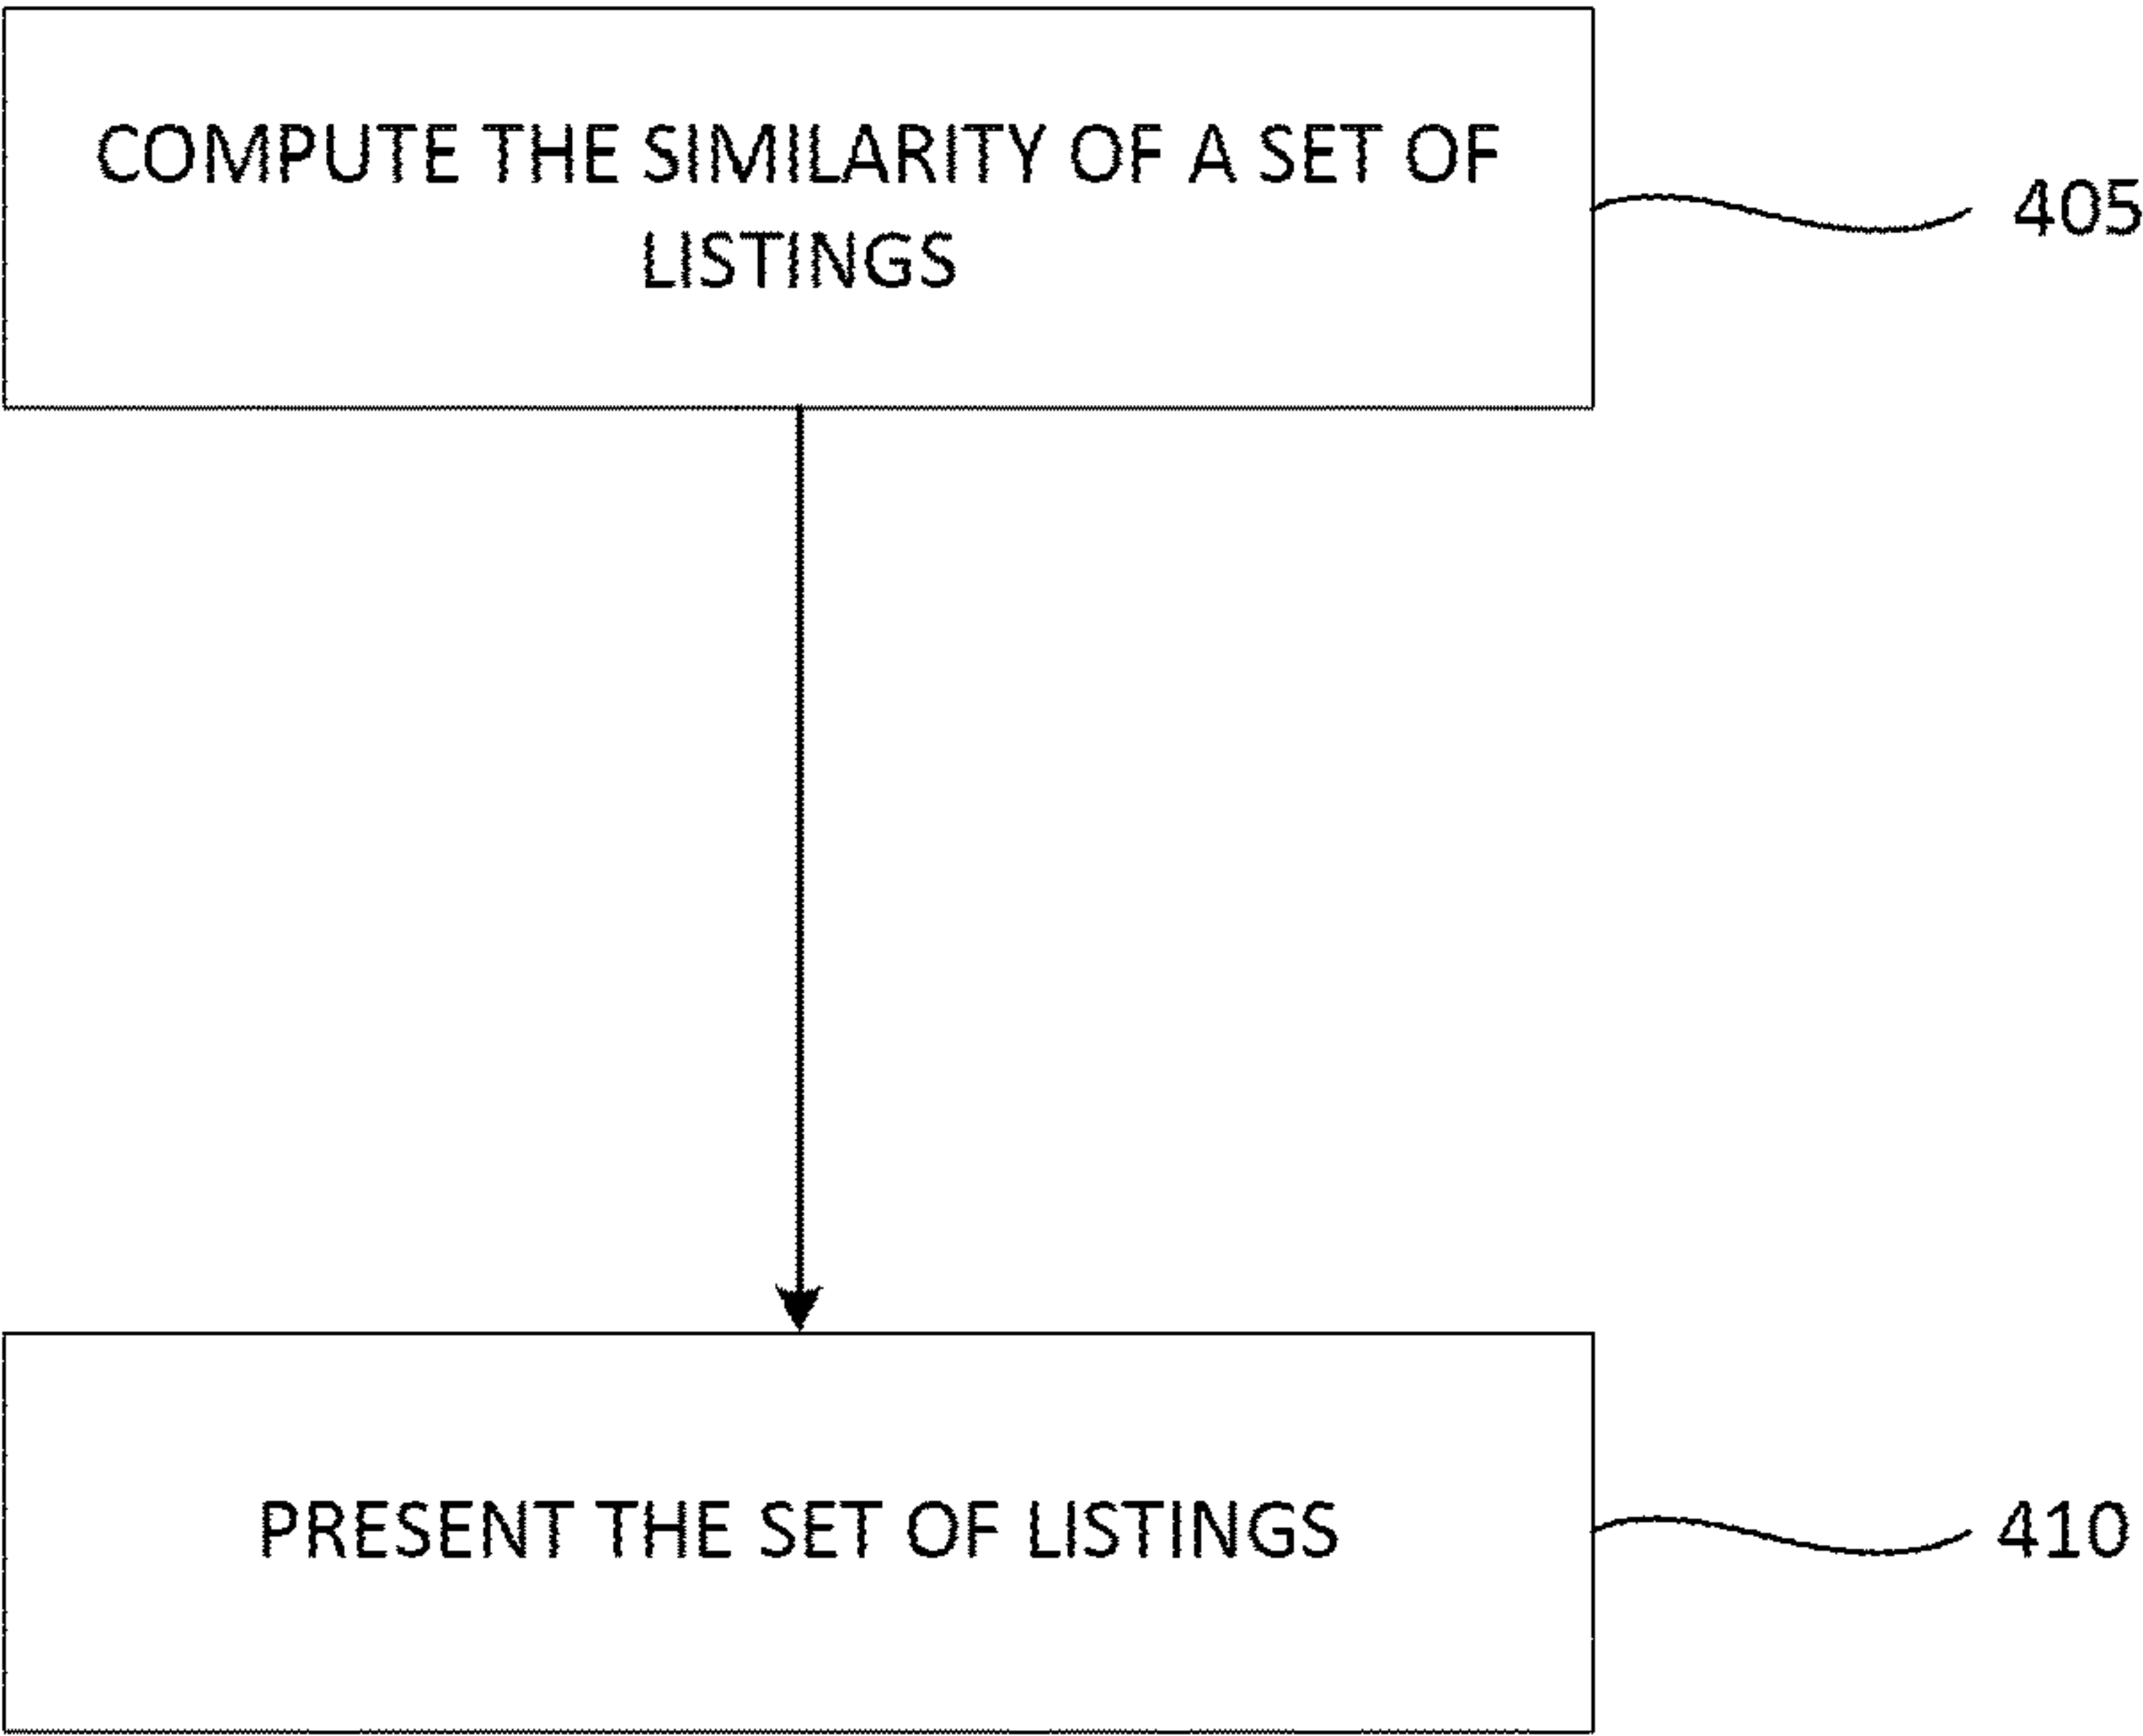 COMPUTE THE SIMILARITY OF A SET OF
LISTINGS
405
PRESENT THE SET OF LISTINGS
410